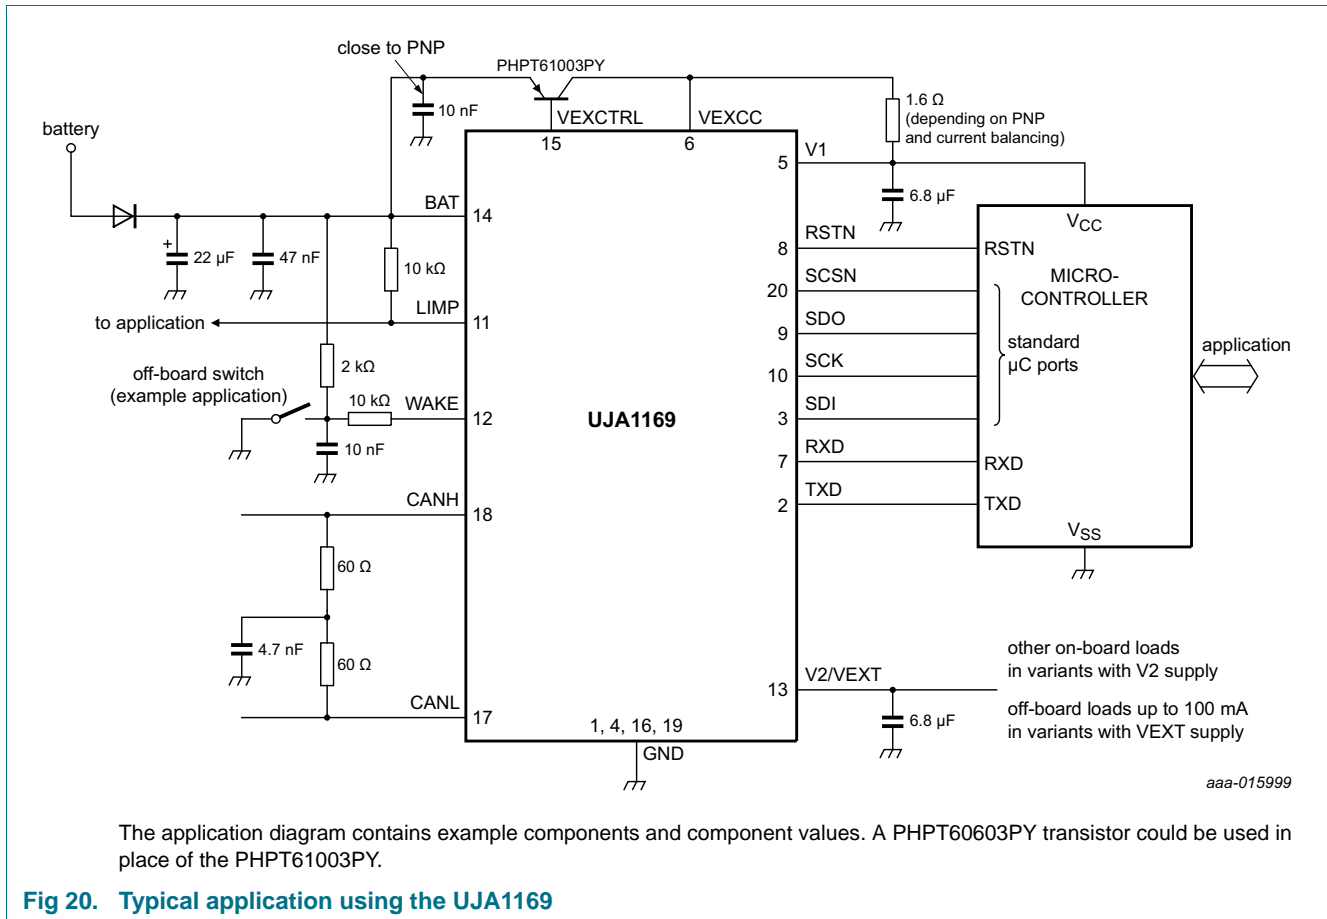 close to PNP
PHPT61003PY
10 nF
VEXCTRL
VEXCC
15
6
1.6 Ω
(depending on PNP
and current balancing)
battery
5
V1
6.8 µF
BAT
14
+
22 µF
47 nF
10 kΩ
LIMP
11
to application
2 kΩ
off-board switch
(example application)
10 kΩ
WAKE
12
10 nF
CANH
18
60 Ω
4.7 nF
60 Ω
CANL
17
UJA1169
1, 4, 16, 19
GND
RSTN
8
SCSN
20
SDO
9
SCK
10
SDI
3
RXD
7
TXD
2
VCC
RSTN
MICRO-
CONTROLLER
standard
µC ports
RXD
TXD
VSS
application
13
V2/VEXT
6.8 µF
other on-board loads
in variants with V2 supply
off-board loads up to 100 mA
in variants with VEXT supply
aaa-015999
The application diagram contains example components and component values. A PHPT60603PY transistor could be used in
place of the PHPT61003PY.
Fig 20. Typical application using the UJA1169